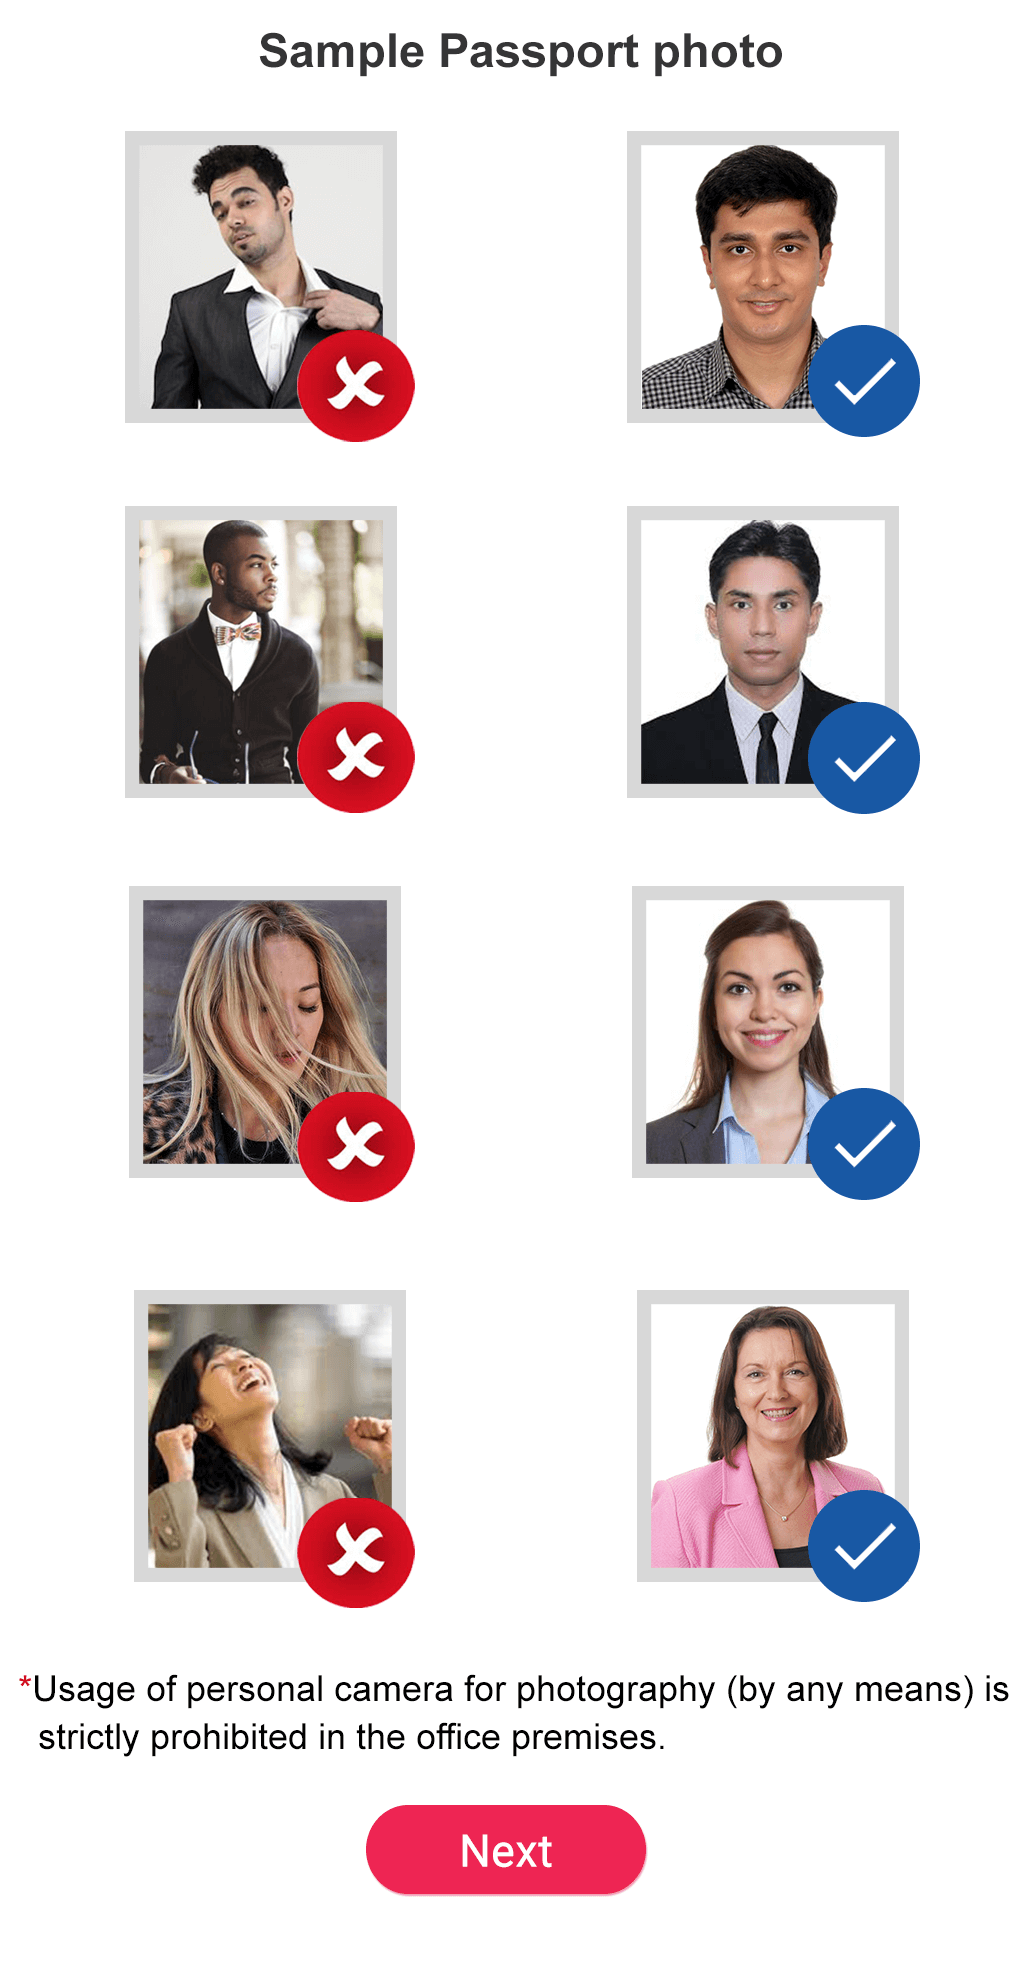 Sample Passport photo
*Usage of personal camera for photography (by any means) is
strictly prohibited in the office premises.
Next